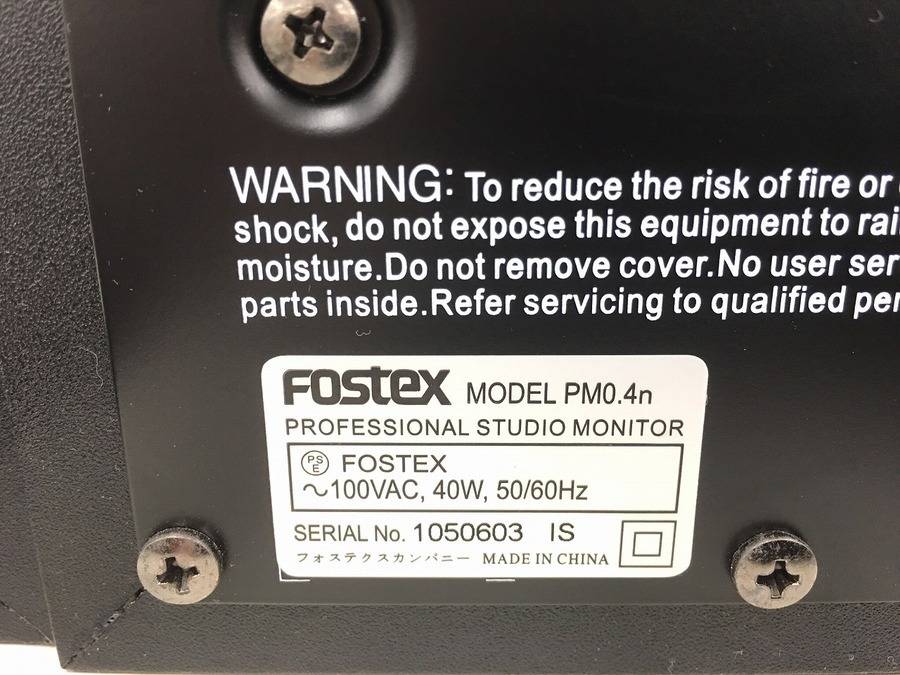 WARNING: To reduce the risk of fire or
shock, do not expose this equipment to rai
moisture.Do not remove cover.No user ser
parts inside.Refer servicing to qualified per
FOSTEX MODEL PM0.4n
PROFESSIONAL STUDIO MONITOR
PSE FOSTEX
～100VAC, 40W, 50/60Hz
SERIAL No. 1050603 IS
フォステクスカンパニー MADE IN CHINA